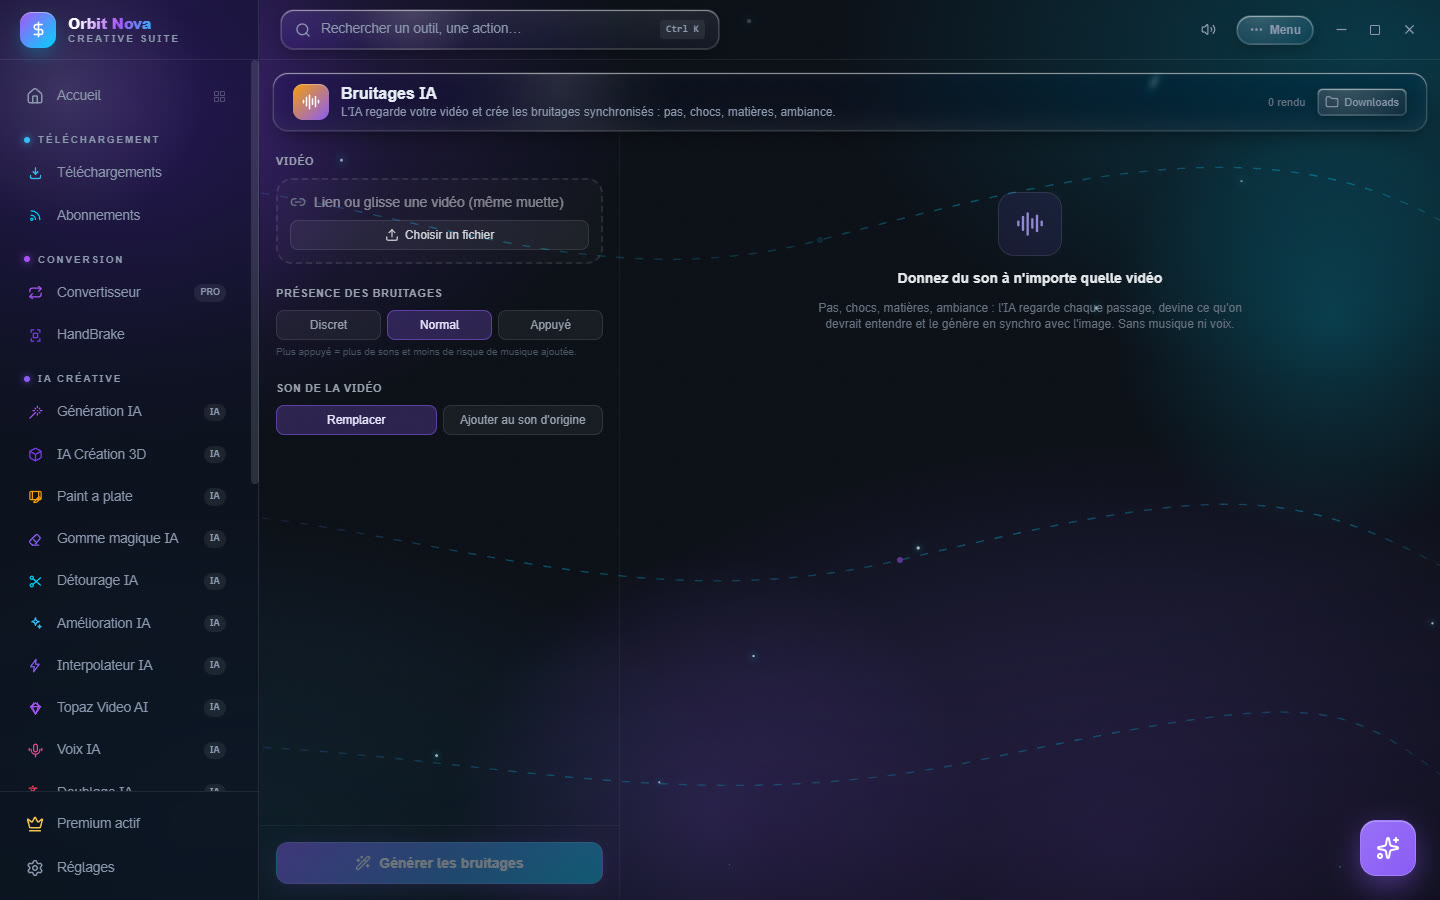 Orbit Nova
CREATIVE SUITE
Rechercher un outil, une action…
Ctrl K
Menu
Accueil
TÉLÉCHARGEMENT
Téléchargements
Abonnements
CONVERSION
Convertisseur
PRO
HandBrake
IA CRÉATIVE
Génération IA
IA
IA Création 3D
IA
Paint a plate
IA
Gomme magique IA
IA
Détourage IA
IA
Amélioration IA
IA
Interpolateur IA
IA
Topaz Video AI
IA
Voix IA
IA
Doublage IA
IA
Premium actif
Réglages
Bruitages IA
L'IA regarde votre vidéo et crée les bruitages synchronisés : pas, chocs, matières, ambiance.
0 rendu
Downloads
VIDÉO
Lien ou glisse une vidéo (même muette)
Choisir un fichier
PRÉSENCE DES BRUITAGES
Discret
Normal
Appuyé
Plus appuyé = plus de sons et moins de risque de musique ajoutée.
SON DE LA VIDÉO
Remplacer
Ajouter au son d'origine
Générer les bruitages
Donnez du son à n'importe quelle vidéo
Pas, chocs, matières, ambiance : l'IA regarde chaque passage, devine ce qu'on
devrait entendre et le génère en synchro avec l'image. Sans musique ni voix.